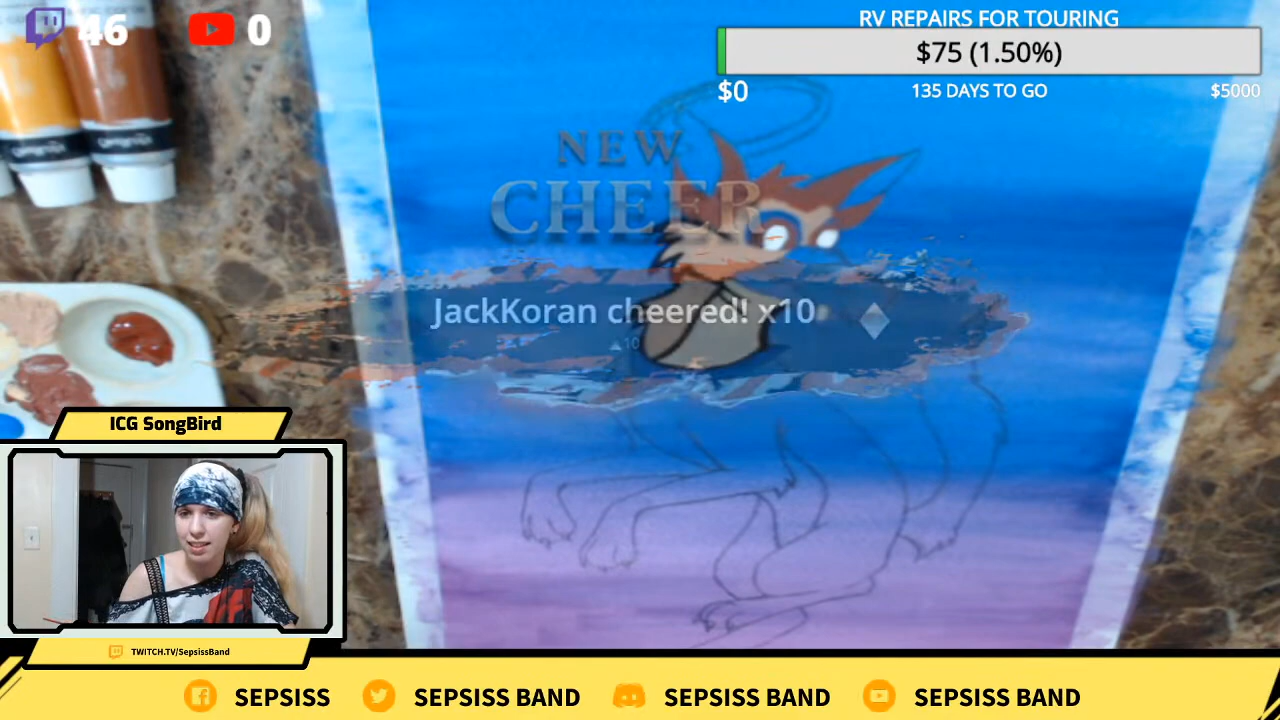 46
0
RV REPAIRS FOR TOURING
$75 (1.50%)
$0
135 DAYS TO GO
$5000
NEW
CHEER
JackKoran cheered! x10
10
ICG SongBird
TWITCH.TV/SepsissBand
SEPSISS
SEPSISS BAND
SEPSISS BAND
SEPSISS BAND